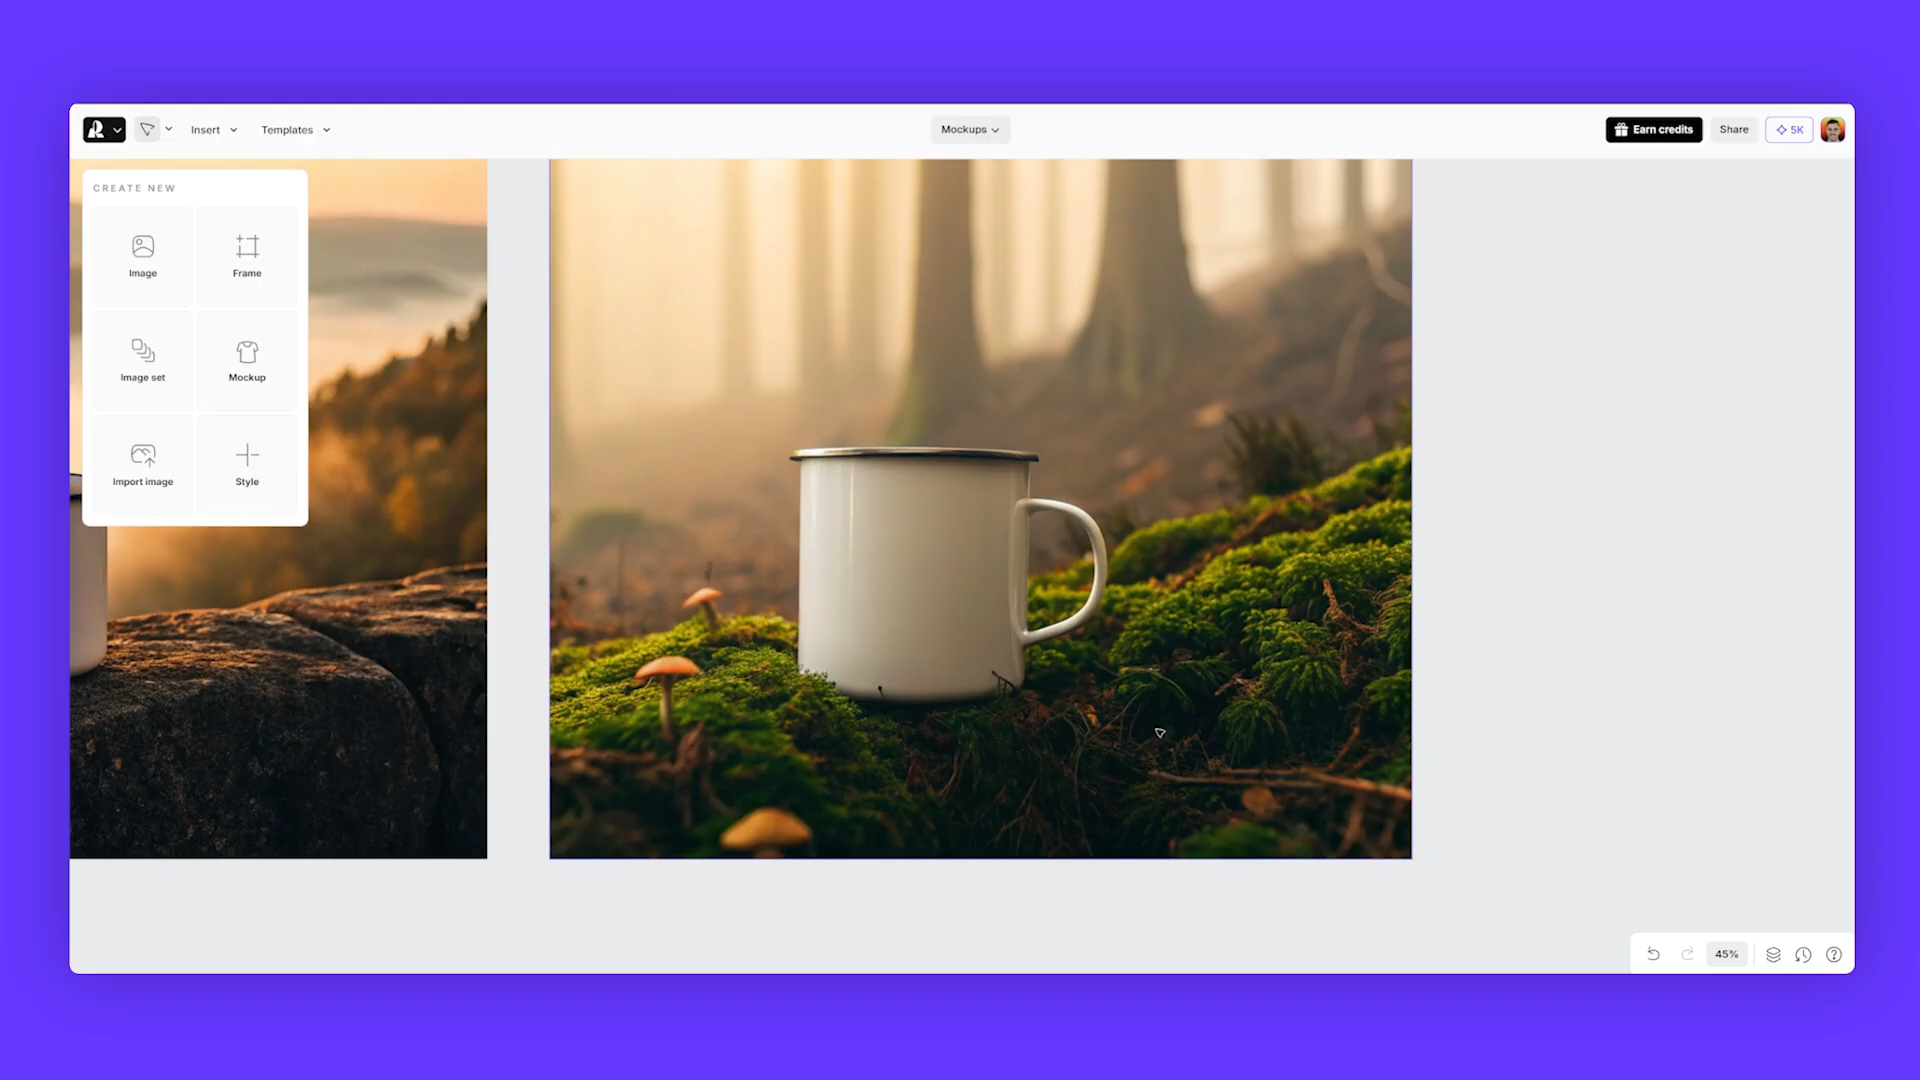 Insert
Templates
Mockups
Earn credits
Share
5K
CREATE NEW
Image
Frame
Image set
Mockup
Import image
Style
45%